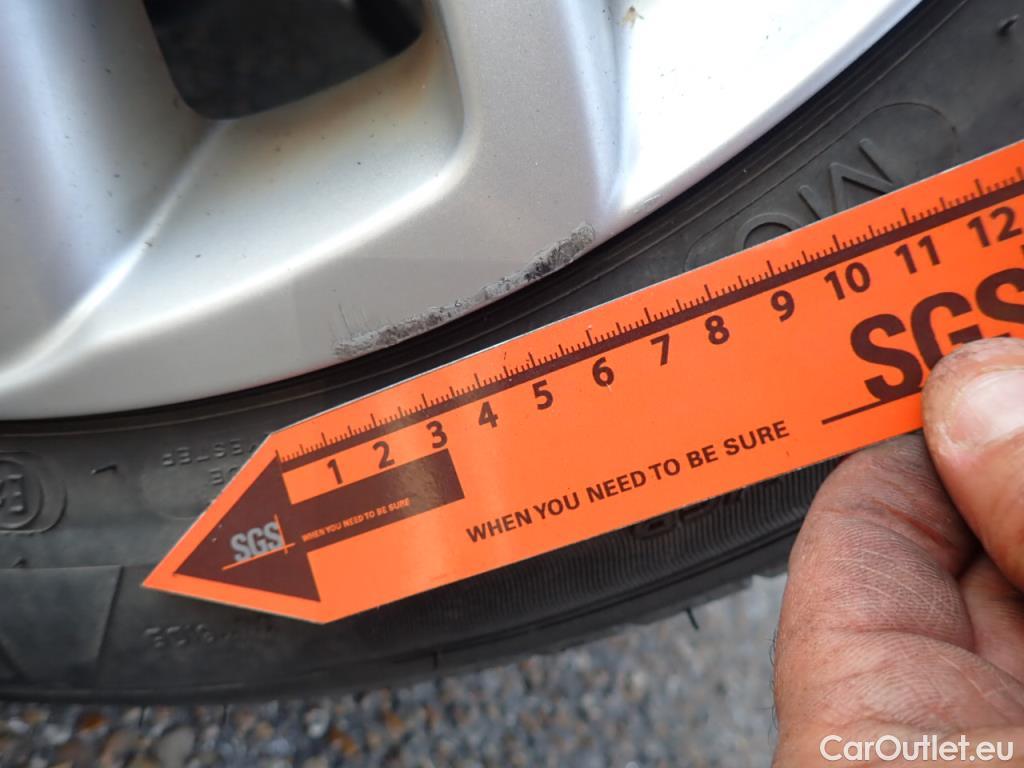 MO
1 2 3 4 5 6 7 8 9 10 11 12
SGS
WHEN YOU NEED TO BE SURE
SGS
WHEN YOU NEED TO BE SURE
CarOutlet.eu